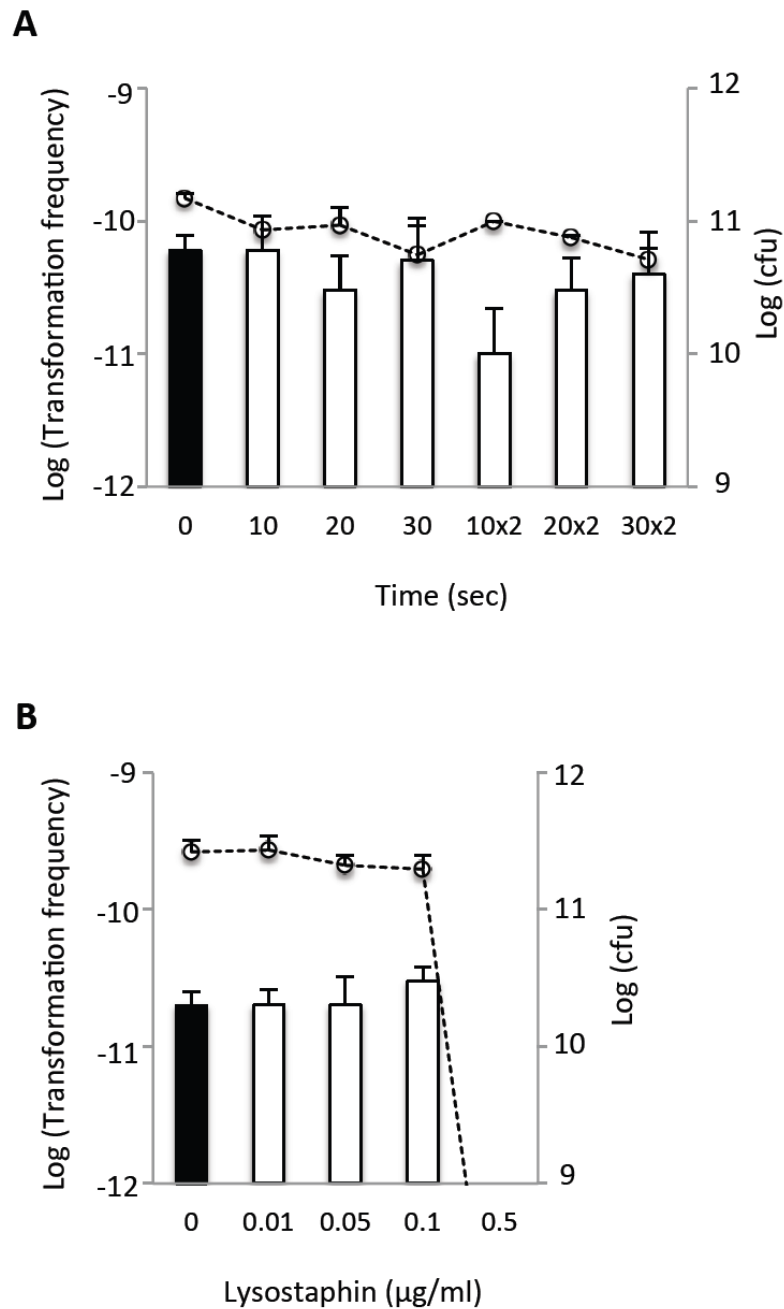 A
Log (Transformation frequency)
-9
-10
-11
-12
12
11
10
9
Log (cfu)
0 10 20 30 10x2 20x2 30x2
Time (sec)
B
Log (Transformation frequency)
-9
-10
-11
-12
12
11
10
9
Log (cfu)
0 0.01 0.05 0.1 0.5
Lysostaphin (µg/ml)